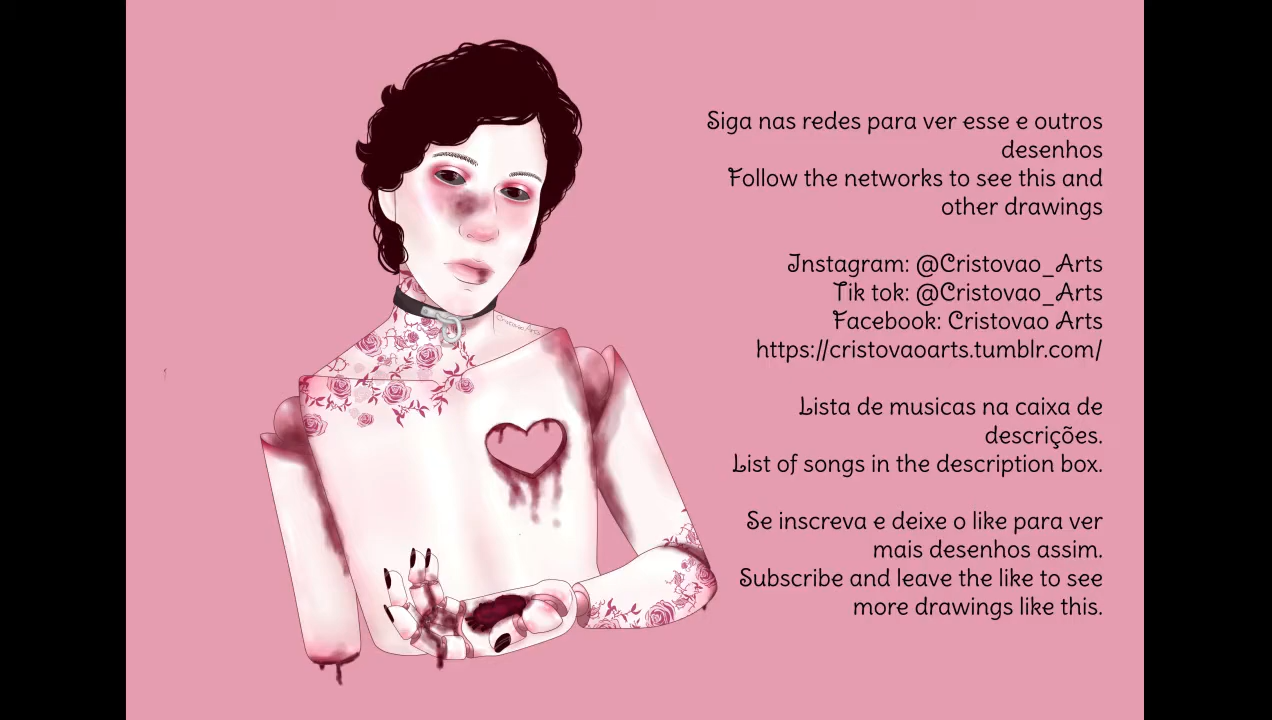 Siga nas redes para ver esse e outros
desenhos
Follow the networks to see this and
other drawings
Instagram: @Cristovao_Arts
Tik tok: @Cristovao_Arts
Facebook: Cristovao Arts
https://cristovaoarts.tumblr.com/
Lista de musicas na caixa de
descrições.
List of songs in the description box.
Se inscreva e deixe o like para ver
mais desenhos assim.
Subscribe and leave the like to see
more drawings like this.
Cristovao Arts